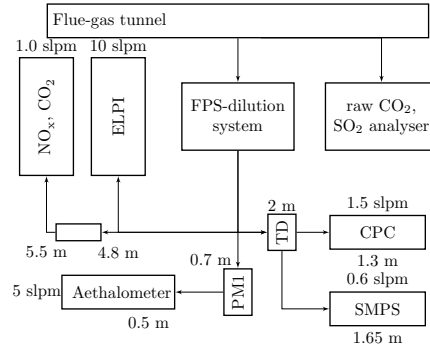 Flue-gas tunnel
1.0 slpm
10 slpm
NOx, CO2
ELPI
FPS-dilution
system
raw CO2,
SO2 analyser
2 m
1.5 slpm
TD
CPC
5.5 m
4.8 m
0.7 m
1.3 m
0.6 slpm
5 slpm
Aethalometer
PM1
SMPS
0.5 m
1.65 m